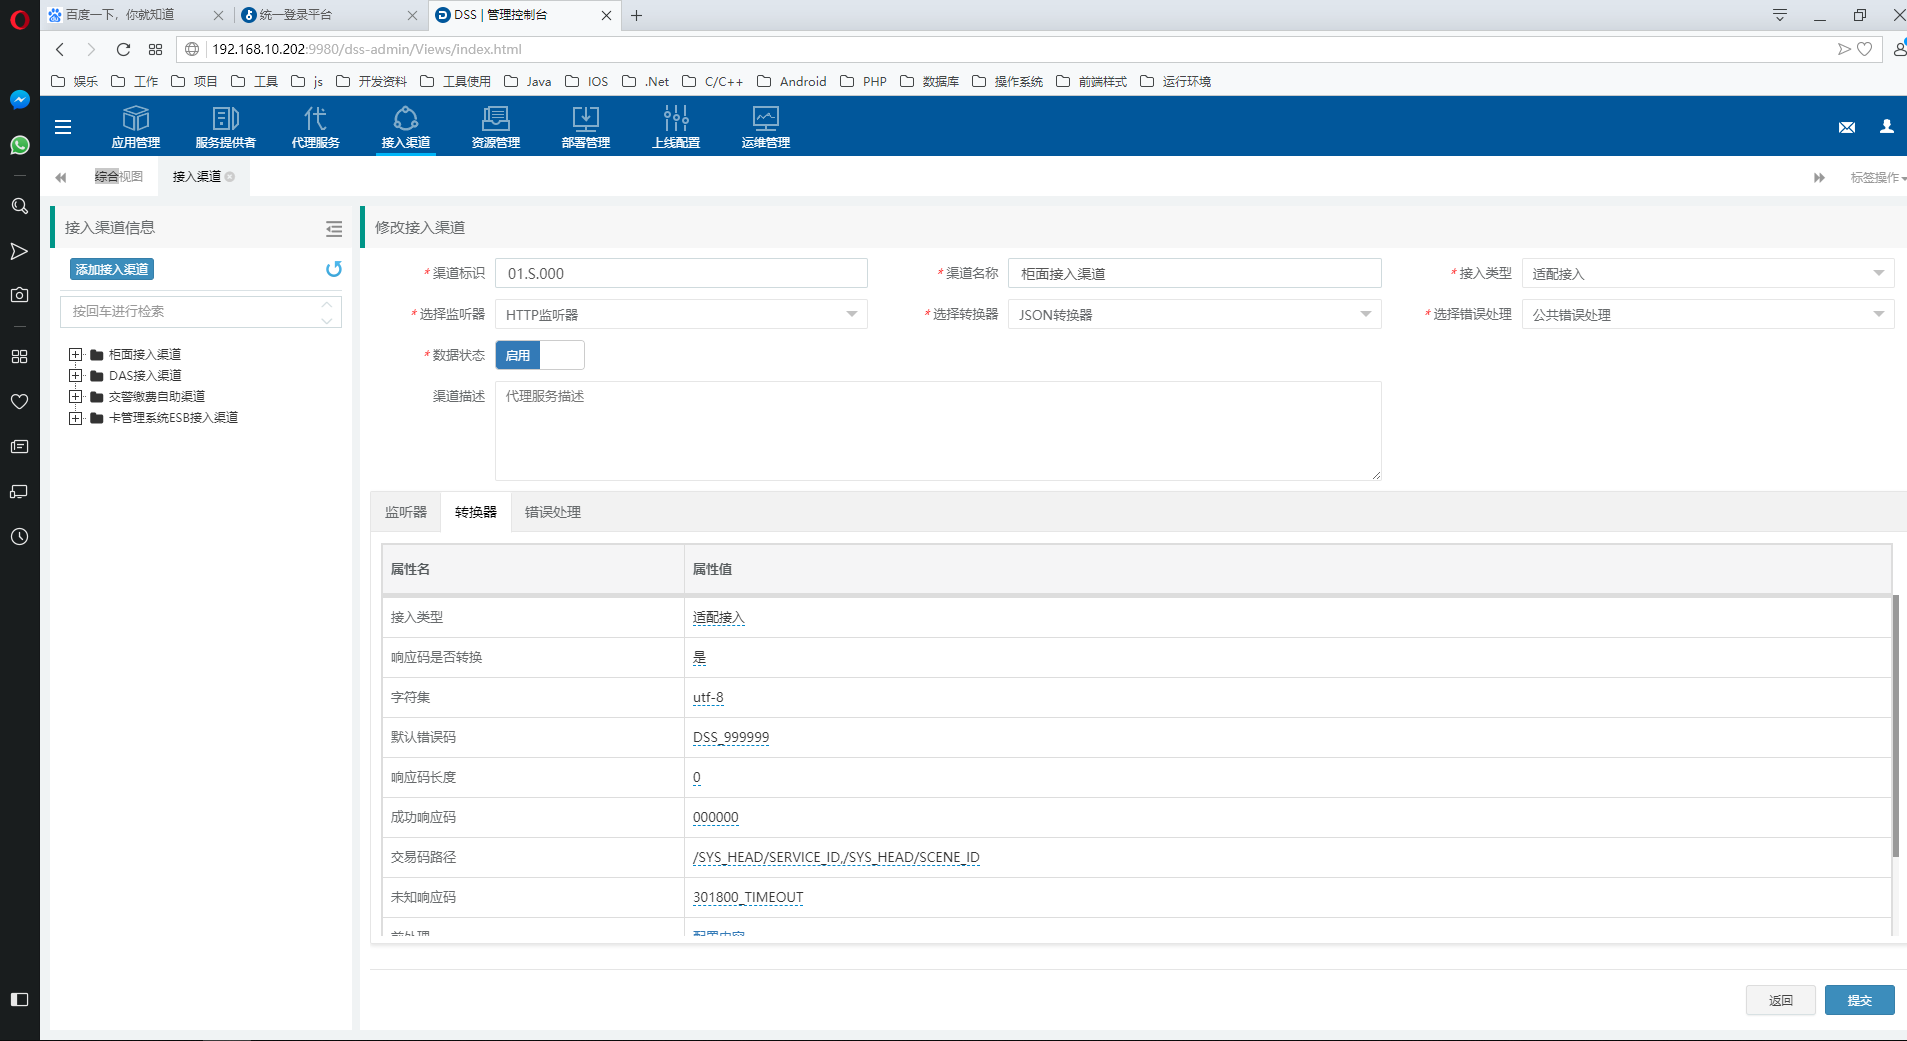 百度一下，你就知道
统一登录平台
DSS | 管理控制台
192.168.10.202:9980/dss-admin/Views/index.html
娱乐 工作 项目 工具 js 开发资料 工具使用 Java IOS .Net C/C++ Android PHP 数据库 操作系统 前端样式 运行环境
代
应用管理 服务提供者 代理服务 接入渠道 资源管理 部署管理 上线配置 运维管理
综合视图 接入渠道 标签操作
接入渠道信息
添加接入渠道
按回车进行检索
柜面接入渠道
DAS接入渠道
交警缴费自助渠道
卡管理系统ESB接入渠道
修改接入渠道
*渠道标识 01.S.000 *渠道名称 柜面接入渠道 *接入类型 适配接入
*选择监听器 HTTP监听器 *选择转换器 JSON转换器 *选择错误处理 公共错误处理
*数据状态 启用
渠道描述 代理服务描述
监听器 转换器 错误处理
属性名 属性值
接入类型 适配接入
响应码是否转换 是
字符集 utf-8
默认错误码 DSS_999999
响应码长度 0
成功响应码 000000
交易码路径 /SYS_HEAD/SERVICE_ID,/SYS_HEAD/SCENE_ID
未知响应码 301800_TIMEOUT
前处理 配置内容
返回 提交